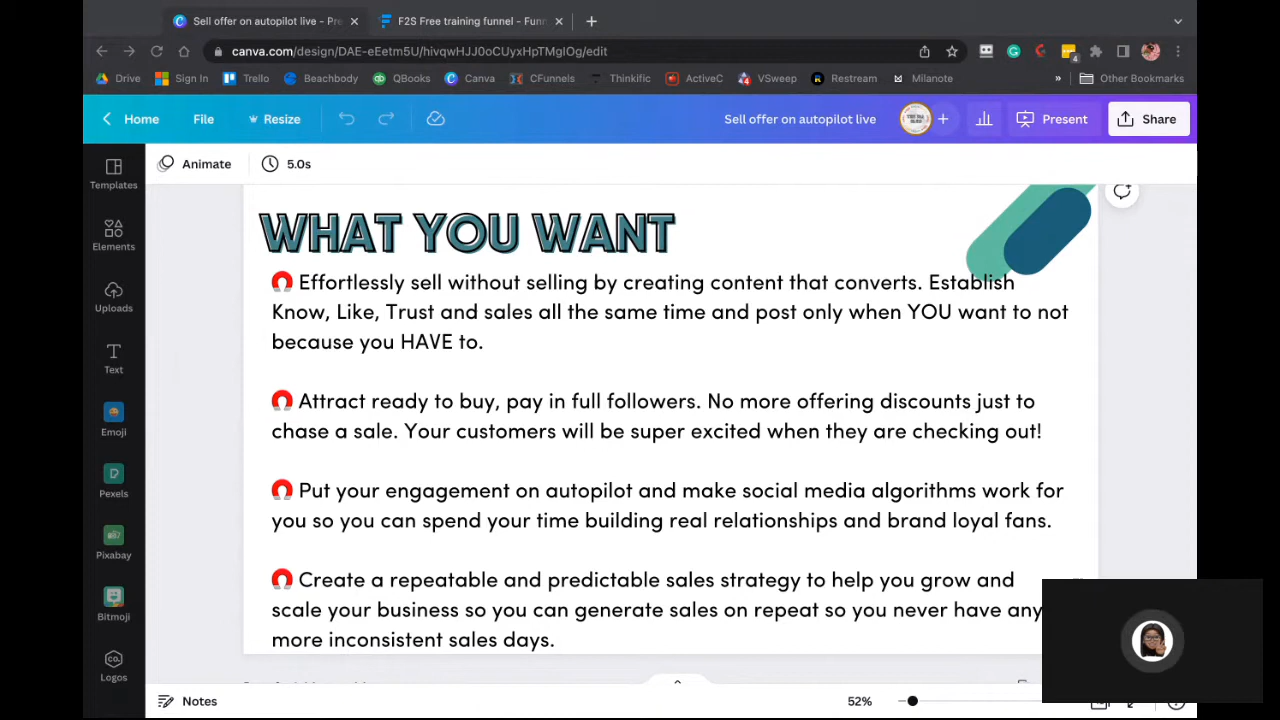 Sell offer on autopilot live - Pre
F2S Free training funnel - Funn
canva.com/design/DAE-eEetm5U/hivqwHJJ0oCUyxHpTMglOg/edit
4
Drive Sign In Trello Beachbody QBooks Canva CFunnels Thinkific ActiveC VSweep Restream Milanote » Other Bookmarks
Home File Resize Sell offer on autopilot live Present Share
Animate 5.0s
Templates
Elements
Uploads
Text
Emoji
Pexels
Pixabay
Bitmoji
CO.
Logos
WHAT YOU WANT
Effortlessly sell without selling by creating content that converts. Establish
Know, Like, Trust and sales all the same time and post only when YOU want to not
because you HAVE to.
Attract ready to buy, pay in full followers. No more offering discounts just to
chase a sale. Your customers will be super excited when they are checking out!
Put your engagement on autopilot and make social media algorithms work for
you so you can spend your time building real relationships and brand loyal fans.
Create a repeatable and predictable sales strategy to help you grow and
scale your business so you can generate sales on repeat so you never have any
more inconsistent sales days.
Notes 52%